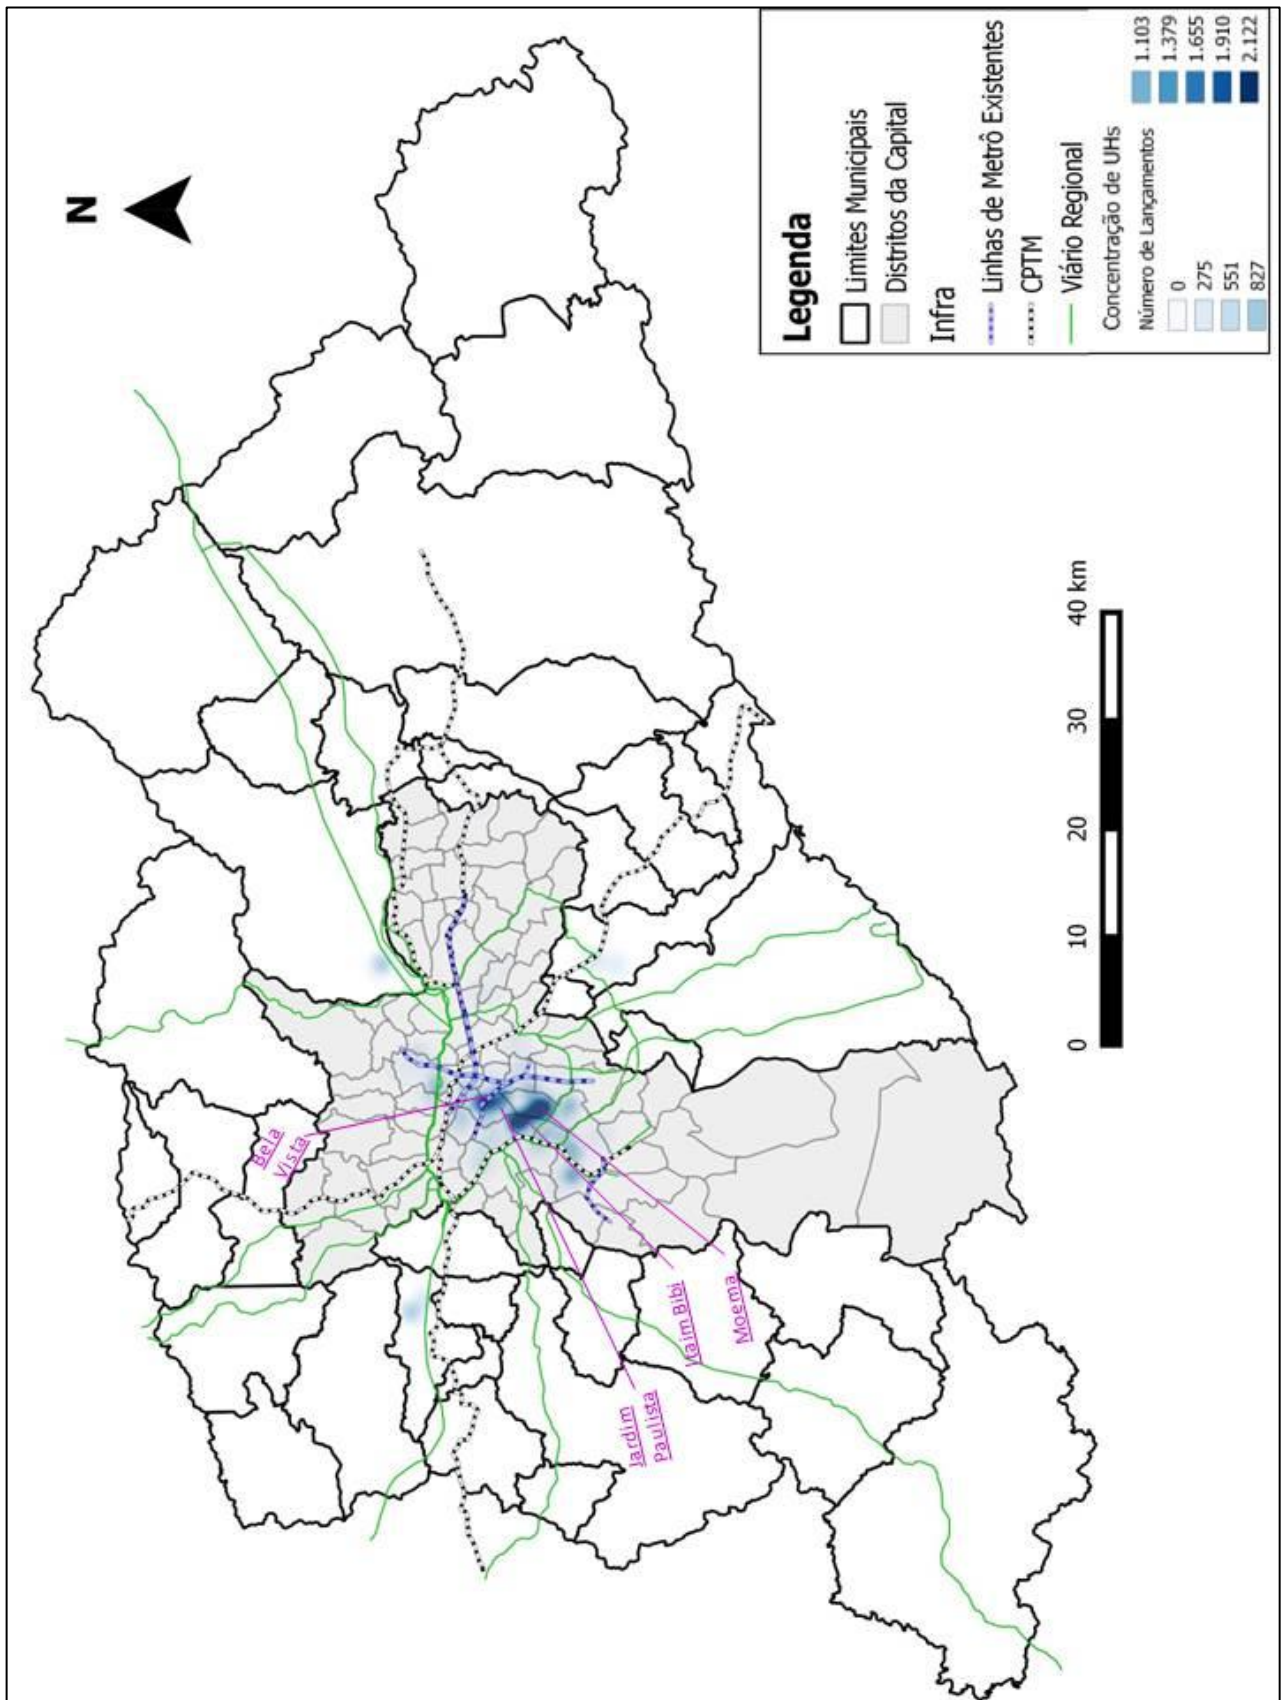 N
Bela
Vista
Jardim
Paulista
Itaim Bibi
Moema
0 10 20 30 40 km
Legenda
Limites Municipais
Distritos da Capital
Infra
Linhas de Metrô Existentes
CPTM
Viário Regional
Concentração de UHs
Número de Lançamentos
0
275
551
827
1.103
1.379
1.655
1.910
2.122